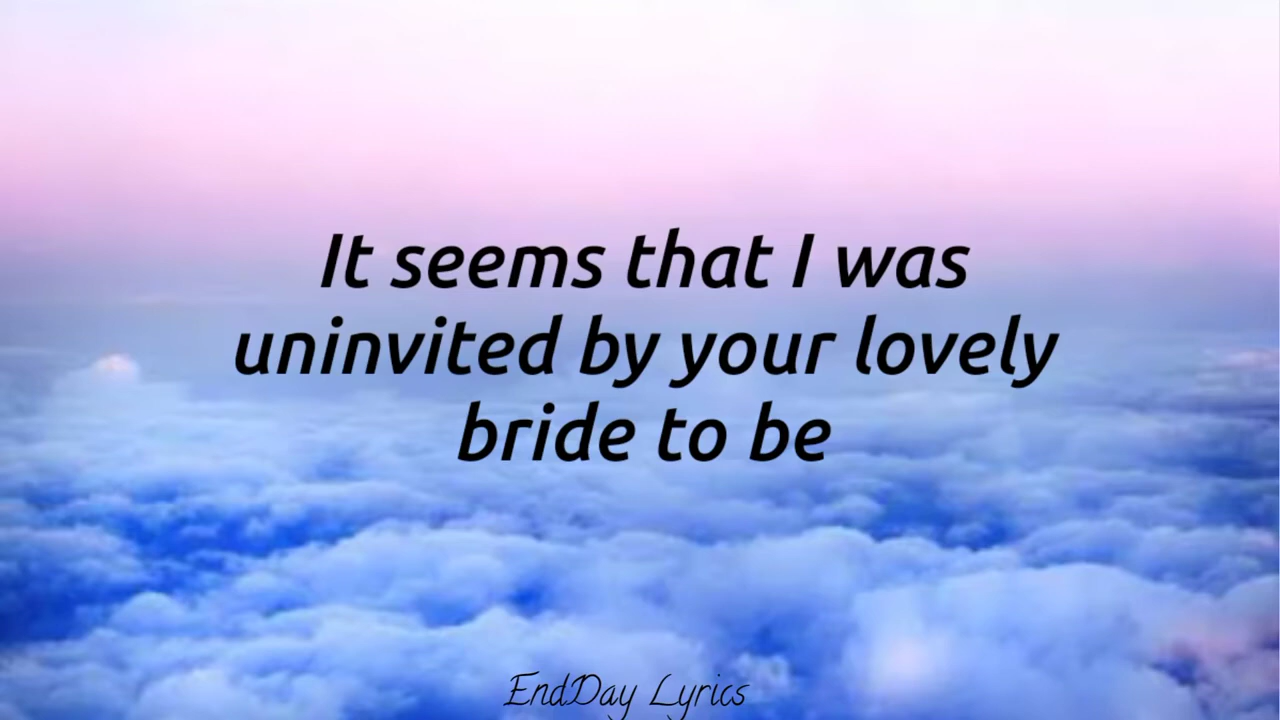 It seems that I was
uninvited by your lovely
bride to be
EndDay Lyrics